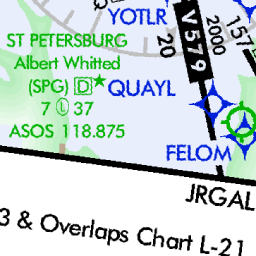 YOTLR
V 579
2000
157
20
ST PETERSBURG
Albert Whitted
(SPG) D★ QUAYL
7 Ⓛ 37
ASOS 118.875
FELOM
JRGAL
3 & Overlaps Chart L-21